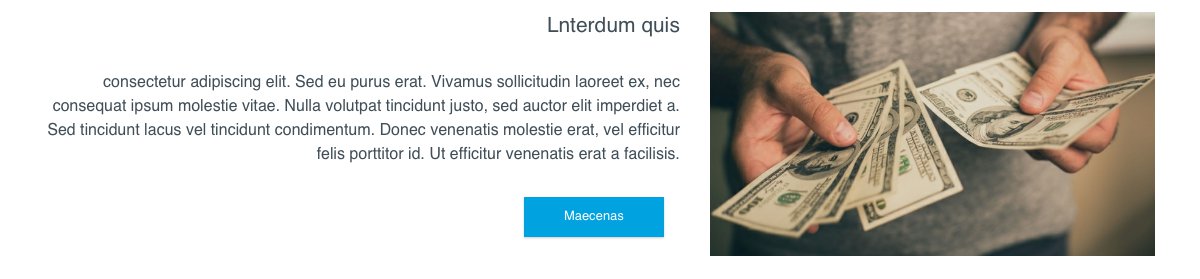 Lnterdum quis
consectetur adipiscing elit. Sed eu purus erat. Vivamus sollicitudin laoreet ex, nec
consequat ipsum molestie vitae. Nulla volutpat tincidunt justo, sed auctor elit imperdiet a.
Sed tincidunt lacus vel tincidunt condimentum. Donec venenatis molestie erat, vel efficitur
felis porttitor id. Ut efficitur venenatis erat a facilisis.
Maecenas
100